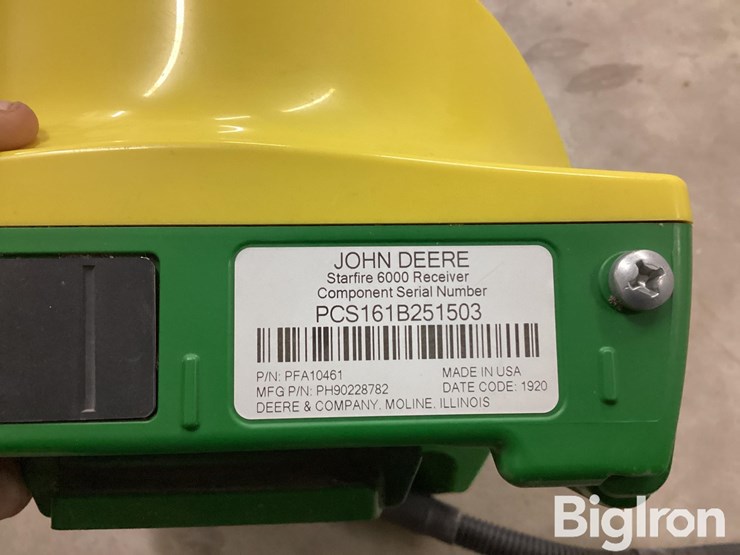 JOHN DEERE
Starfire 6000 Receiver
Component Serial Number
PCS161B251503
P/N: PFA10461 MADE IN USA
MFG P/N: PH90228782 DATE CODE: 1920
DEERE & COMPANY, MOLINE, ILLINOIS
BigIron